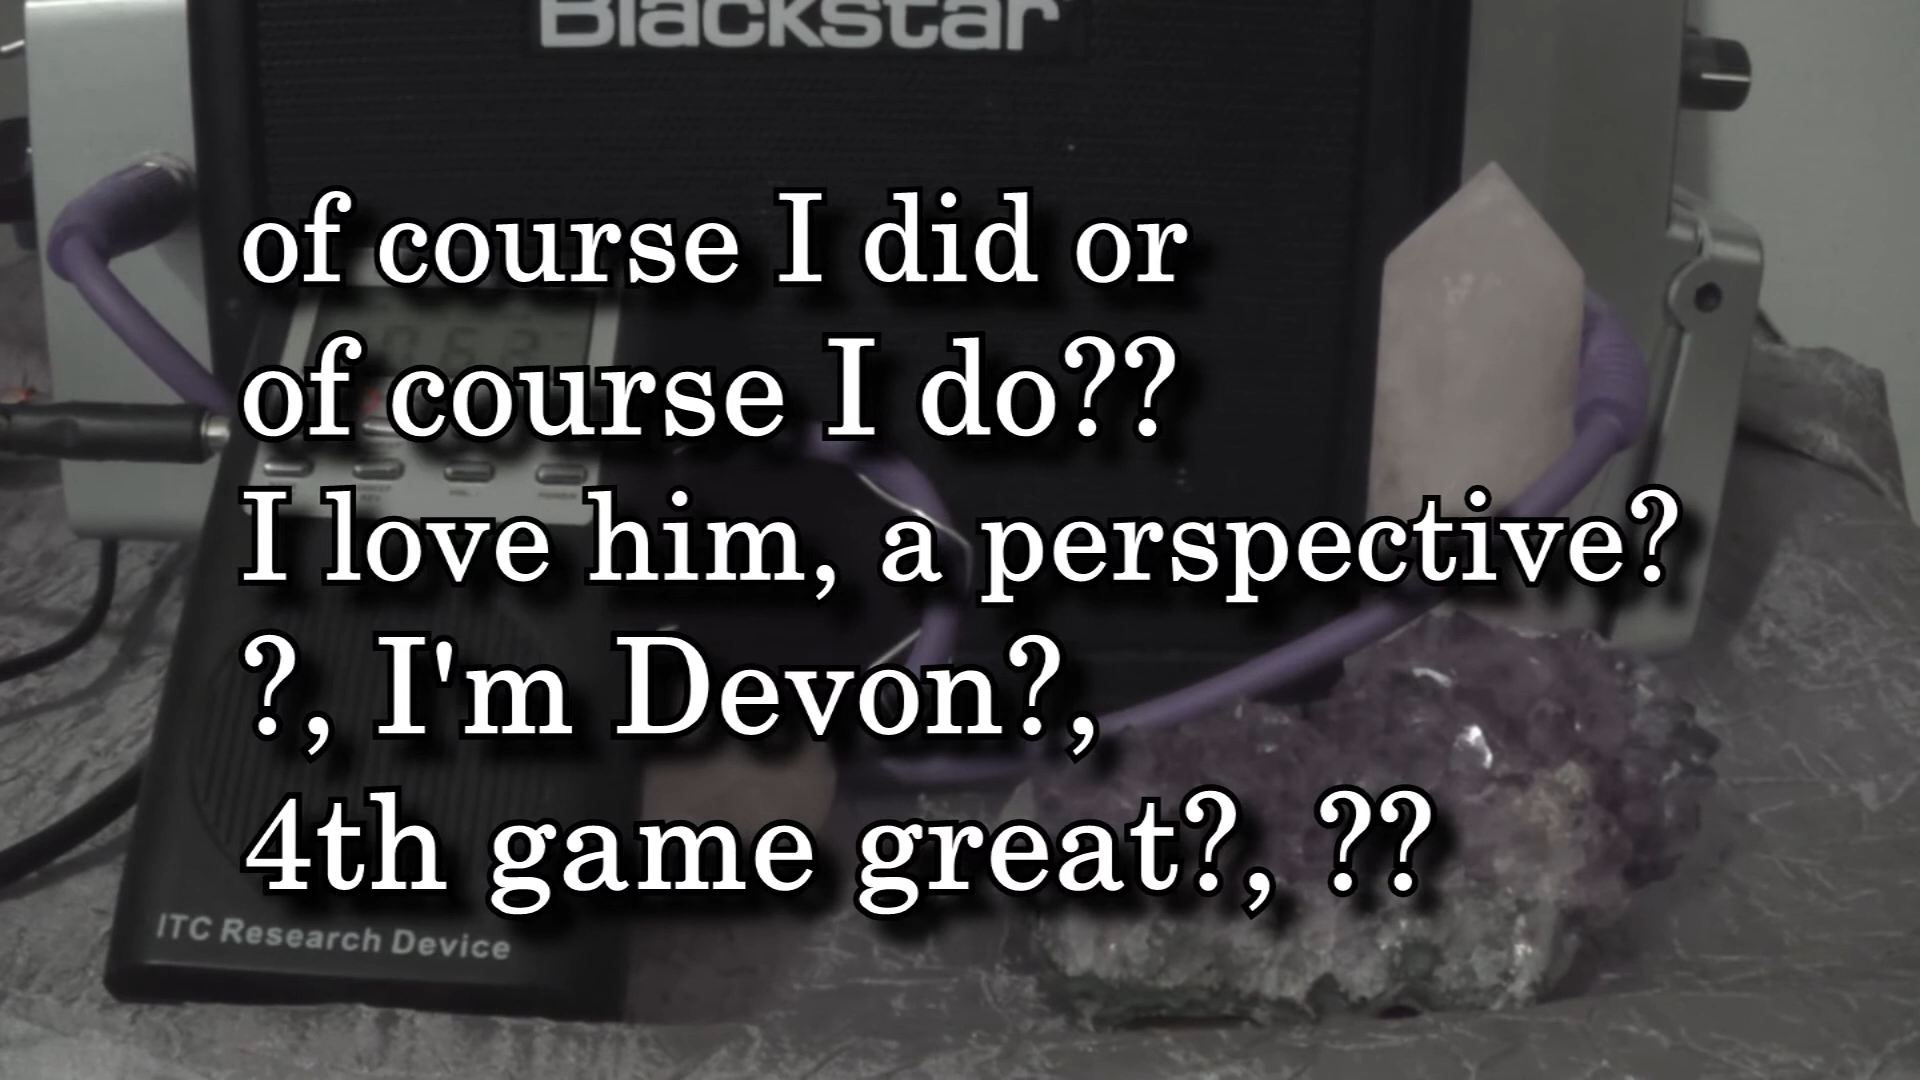 Blackstar
of course I did or
of course I do??
I love him, a perspective?
?, I'm Devon?,
4th game great?, ??
ITC Research Device